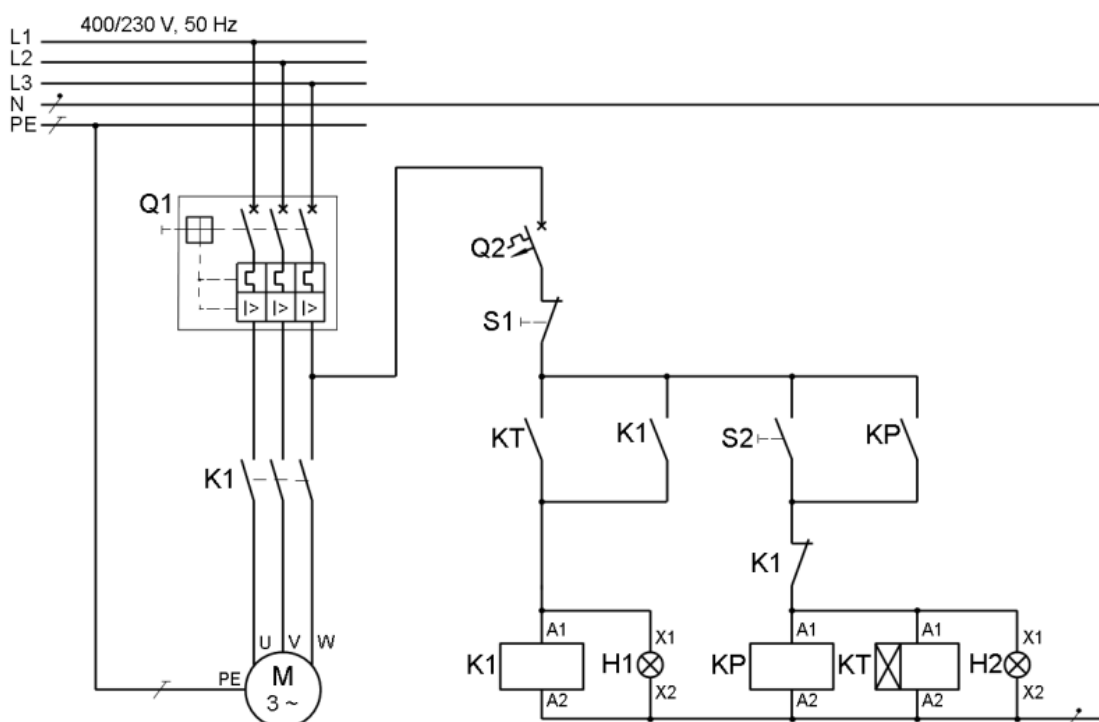 400/230 V, 50 Hz
L1
L2
L3
N
PE
Q1
I> I> I>
Q2
S1
KT K1 S2 KP
K1
K1
U V W
A1 X1 A1 A1 X1
K1 H1 KP KT H2
PE M
3 ~
A2 X2 A2 A2 X2